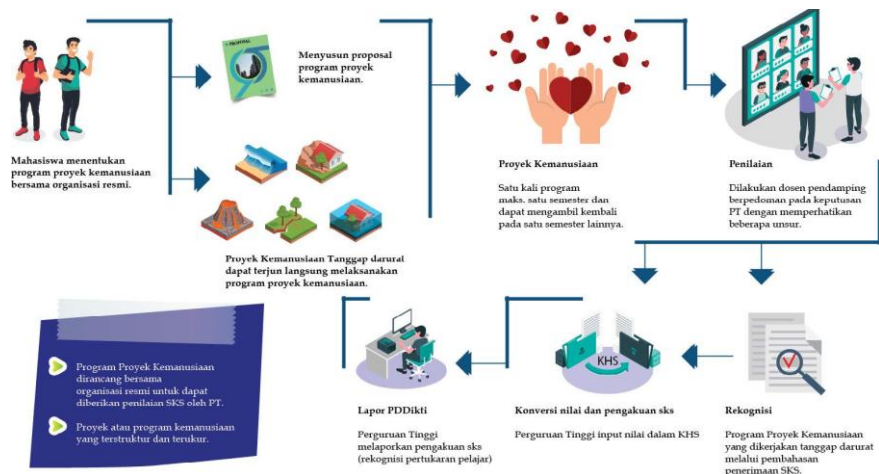 PROPOSAL
Menyusun proposal
program proyek
kemanusiaan.
Mahasiswa menentukan
program proyek kemanusiaan
bersama organisasi resmi.
Proyek Kemanusiaan Tanggap darurat
dapat terjun langsung melaksanakan
program proyek kemanusiaan.
Proyek Kemanusiaan
Satu kali program
maks. satu semester dan
dapat mengambil kembali
pada satu semester lainnya.
Penilaian
Dilakukan dosen pendamping
berpedoman pada keputusan
PT dengan memperhatikan
beberapa unsur.
Rekognisi
Program Proyek Kemanusiaan
yang dikerjakan tanggap darurat
melalui pembahasan
penerimaan SKS.
KHS
Konversi nilai dan pengakuan sks
Perguruan Tinggi input nilai dalam KHS
Lapor PDDikti
Perguruan Tinggi
melaporkan pengakuan sks
(rekognisi pertukaran pelajar)
Program Proyek Kemanusiaan
dirancang bersama
organisasi resmi untuk dapat
diberikan penilaian SKS oleh PT.
Proyek atau program kemanusiaan
yang terstruktur dan terukur.